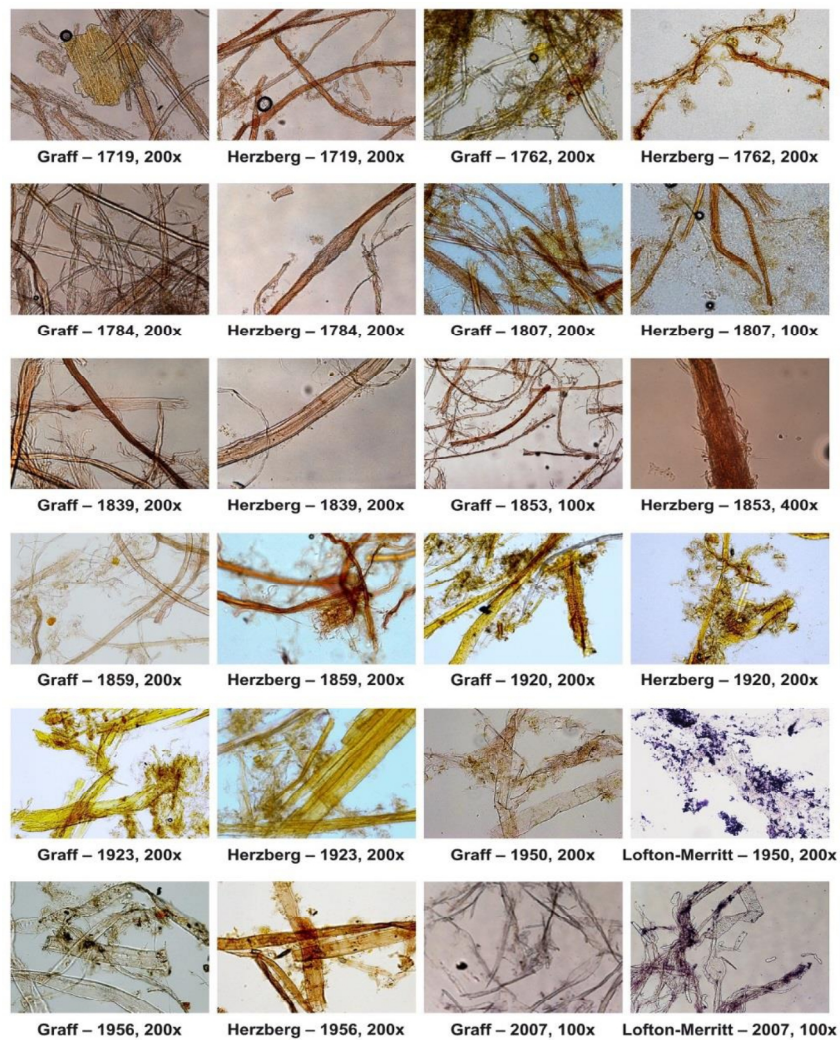 Graff – 1719, 200x
Herzberg – 1719, 200x
Graff – 1762, 200x
Herzberg – 1762, 200x
Graff – 1784, 200x
Herzberg – 1784, 200x
Graff – 1807, 200x
Herzberg – 1807, 100x
Graff – 1839, 200x
Herzberg – 1839, 200x
Graff – 1853, 100x
Herzberg – 1853, 400x
Graff – 1859, 200x
Herzberg – 1859, 200x
Graff – 1920, 200x
Herzberg – 1920, 200x
Graff – 1923, 200x
Herzberg – 1923, 200x
Graff – 1950, 200x
Lofton-Merritt – 1950, 200x
Graff – 1956, 200x
Herzberg – 1956, 200x
Graff – 2007, 100x
Lofton-Merritt – 2007, 100x